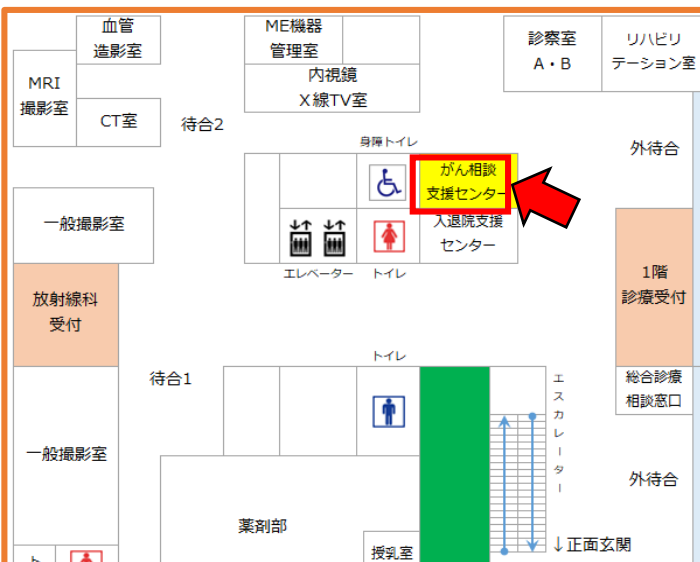 血管
造影室
ME機器
管理室
診察室
A・B
リハビリ
テーション室
MRI
撮影室
内視鏡
X線TV室
CT室
待合2
身障トイレ
外待合
がん相談
支援センター
一般撮影室
入退院支援
センター
エレベーター
トイレ
1階
診療受付
放射線科
受付
トイレ
待合1
エスカレーター
総合診療
相談窓口
一般撮影室
外待合
薬剤部
授乳室
↓正面玄関